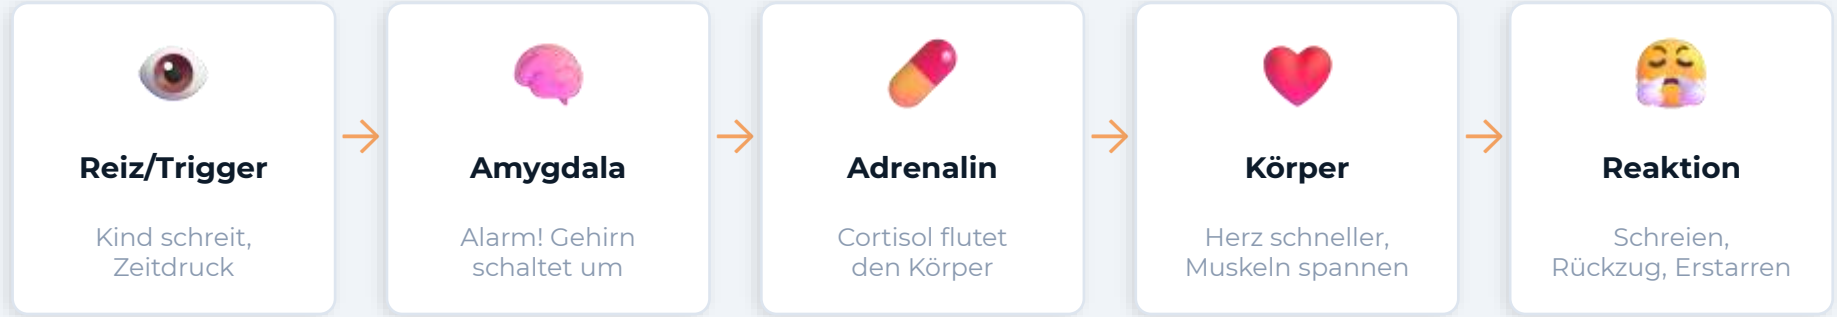 Reiz/Trigger
Kind schreit,
Zeitdruck
Amygdala
Alarm! Gehirn
schaltet um
Adrenalin
Cortisol flutet
den Körper
Körper
Herz schneller,
Muskeln spannen
Reaktion
Schreien,
Rückzug, Erstarren